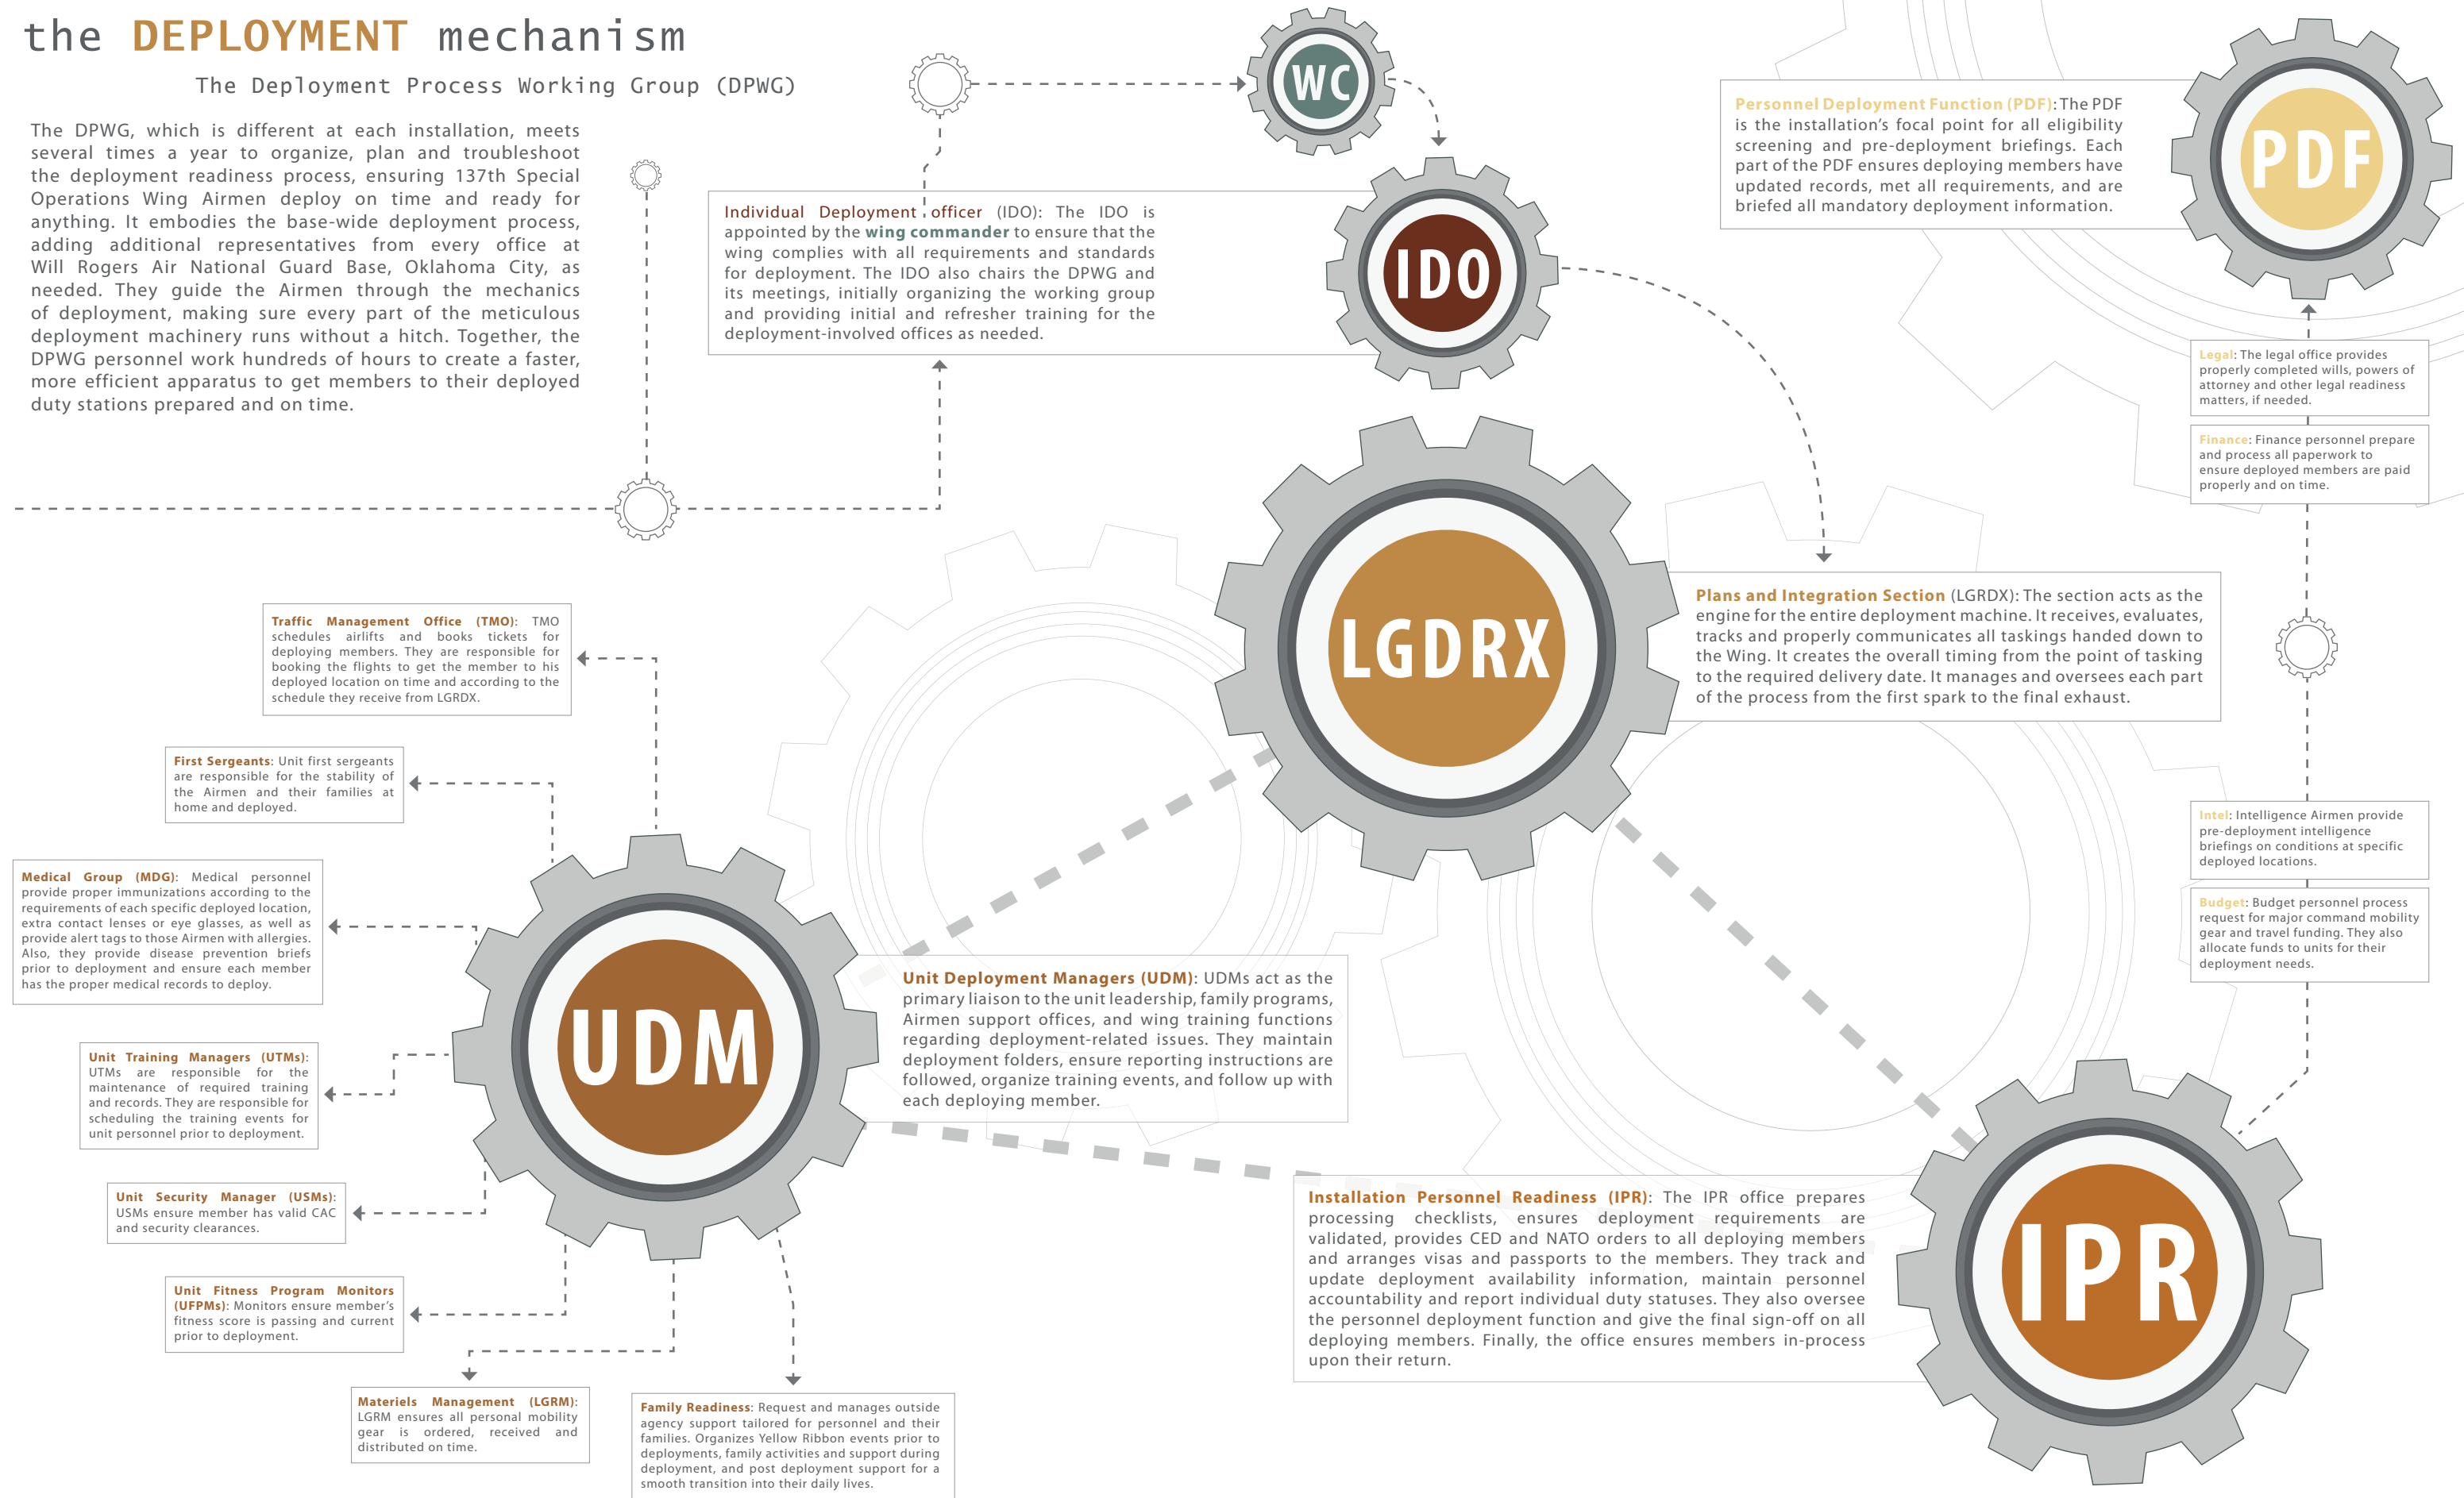 the DEPLOYMENT mechanism
The Deployment Process Working Group (DPWG)
The DPWG, which is different at each installation, meets
several times a year to organize, plan and troubleshoot
the deployment readiness process, ensuring 137th Special
Operations Wing Airmen deploy on time and ready for
anything. It embodies the base-wide deployment process,
adding additional representatives from every office at
Will Rogers Air National Guard Base, Oklahoma City, as
needed. They guide the Airmen through the mechanics
of deployment, making sure every part of the meticulous
deployment machinery runs without a hitch. Together, the
DPWG personnel work hundreds of hours to create a faster,
more efficient apparatus to get members to their deployed
duty stations prepared and on time.
WC
Individual Deployment officer (IDO): The IDO is
appointed by the wing commander to ensure that the
wing complies with all requirements and standards
for deployment. The IDO also chairs the DPWG and
its meetings, initially organizing the working group
and providing initial and refresher training for the
deployment-involved offices as needed.
IDO
Personnel Deployment Function (PDF): The PDF
is the installation's focal point for all eligibility
screening and pre-deployment briefings. Each
part of the PDF ensures deploying members have
updated records, met all requirements, and are
briefed all mandatory deployment information.
PDF
Legal: The legal office provides
properly completed wills, powers of
attorney and other legal readiness
matters, if needed.
Finance: Finance personnel prepare
and process all paperwork to
ensure deployed members are paid
properly and on time.
LGDRX
Plans and Integration Section (LGRDX): The section acts as the
engine for the entire deployment machine. It receives, evaluates,
tracks and properly communicates all taskings handed down to
the Wing. It creates the overall timing from the point of tasking
to the required delivery date. It manages and oversees each part
of the process from the first spark to the final exhaust.
Intel: Intelligence Airmen provide
pre-deployment intelligence
briefings on conditions at specific
deployed locations.
Budget: Budget personnel process
request for major command mobility
gear and travel funding. They also
allocate funds to units for their
deployment needs.
Traffic Management Office (TMO): TMO
schedules airlifts and books tickets for
deploying members. They are responsible for
booking the flights to get the member to his
deployed location on time and according to the
schedule they receive from LGRDX.
First Sergeants: Unit first sergeants
are responsible for the stability of
the Airmen and their families at
home and deployed.
Medical Group (MDG): Medical personnel
provide proper immunizations according to the
requirements of each specific deployed location,
extra contact lenses or eye glasses, as well as
provide alert tags to those Airmen with allergies.
Also, they provide disease prevention briefs
prior to deployment and ensure each member
has the proper medical records to deploy.
Unit Training Managers (UTMs):
UTMs are responsible for the
maintenance of required training
and records. They are responsible for
scheduling the training events for
unit personnel prior to deployment.
Unit Security Manager (USMs):
USMs ensure member has valid CAC
and security clearances.
Unit Fitness Program Monitors
(UFPMs): Monitors ensure member's
fitness score is passing and current
prior to deployment.
Materiels Management (LGRM):
LGRM ensures all personal mobility
gear is ordered, received and
distributed on time.
Family Readiness: Request and manages outside
agency support tailored for personnel and their
families. Organizes Yellow Ribbon events prior to
deployments, family activities and support during
deployment, and post deployment support for a
smooth transition into their daily lives.
UDM
Unit Deployment Managers (UDM): UDMs act as the
primary liaison to the unit leadership, family programs,
Airmen support offices, and wing training functions
regarding deployment-related issues. They maintain
deployment folders, ensure reporting instructions are
followed, organize training events, and follow up with
each deploying member.
Installation Personnel Readiness (IPR): The IPR office prepares
processing checklists, ensures deployment requirements are
validated, provides CED and NATO orders to all deploying members
and arranges visas and passports to the members. They track and
update deployment availability information, maintain personnel
accountability and report individual duty statuses. They also oversee
the personnel deployment function and give the final sign-off on all
deploying members. Finally, the office ensures members in-process
upon their return.
IPR